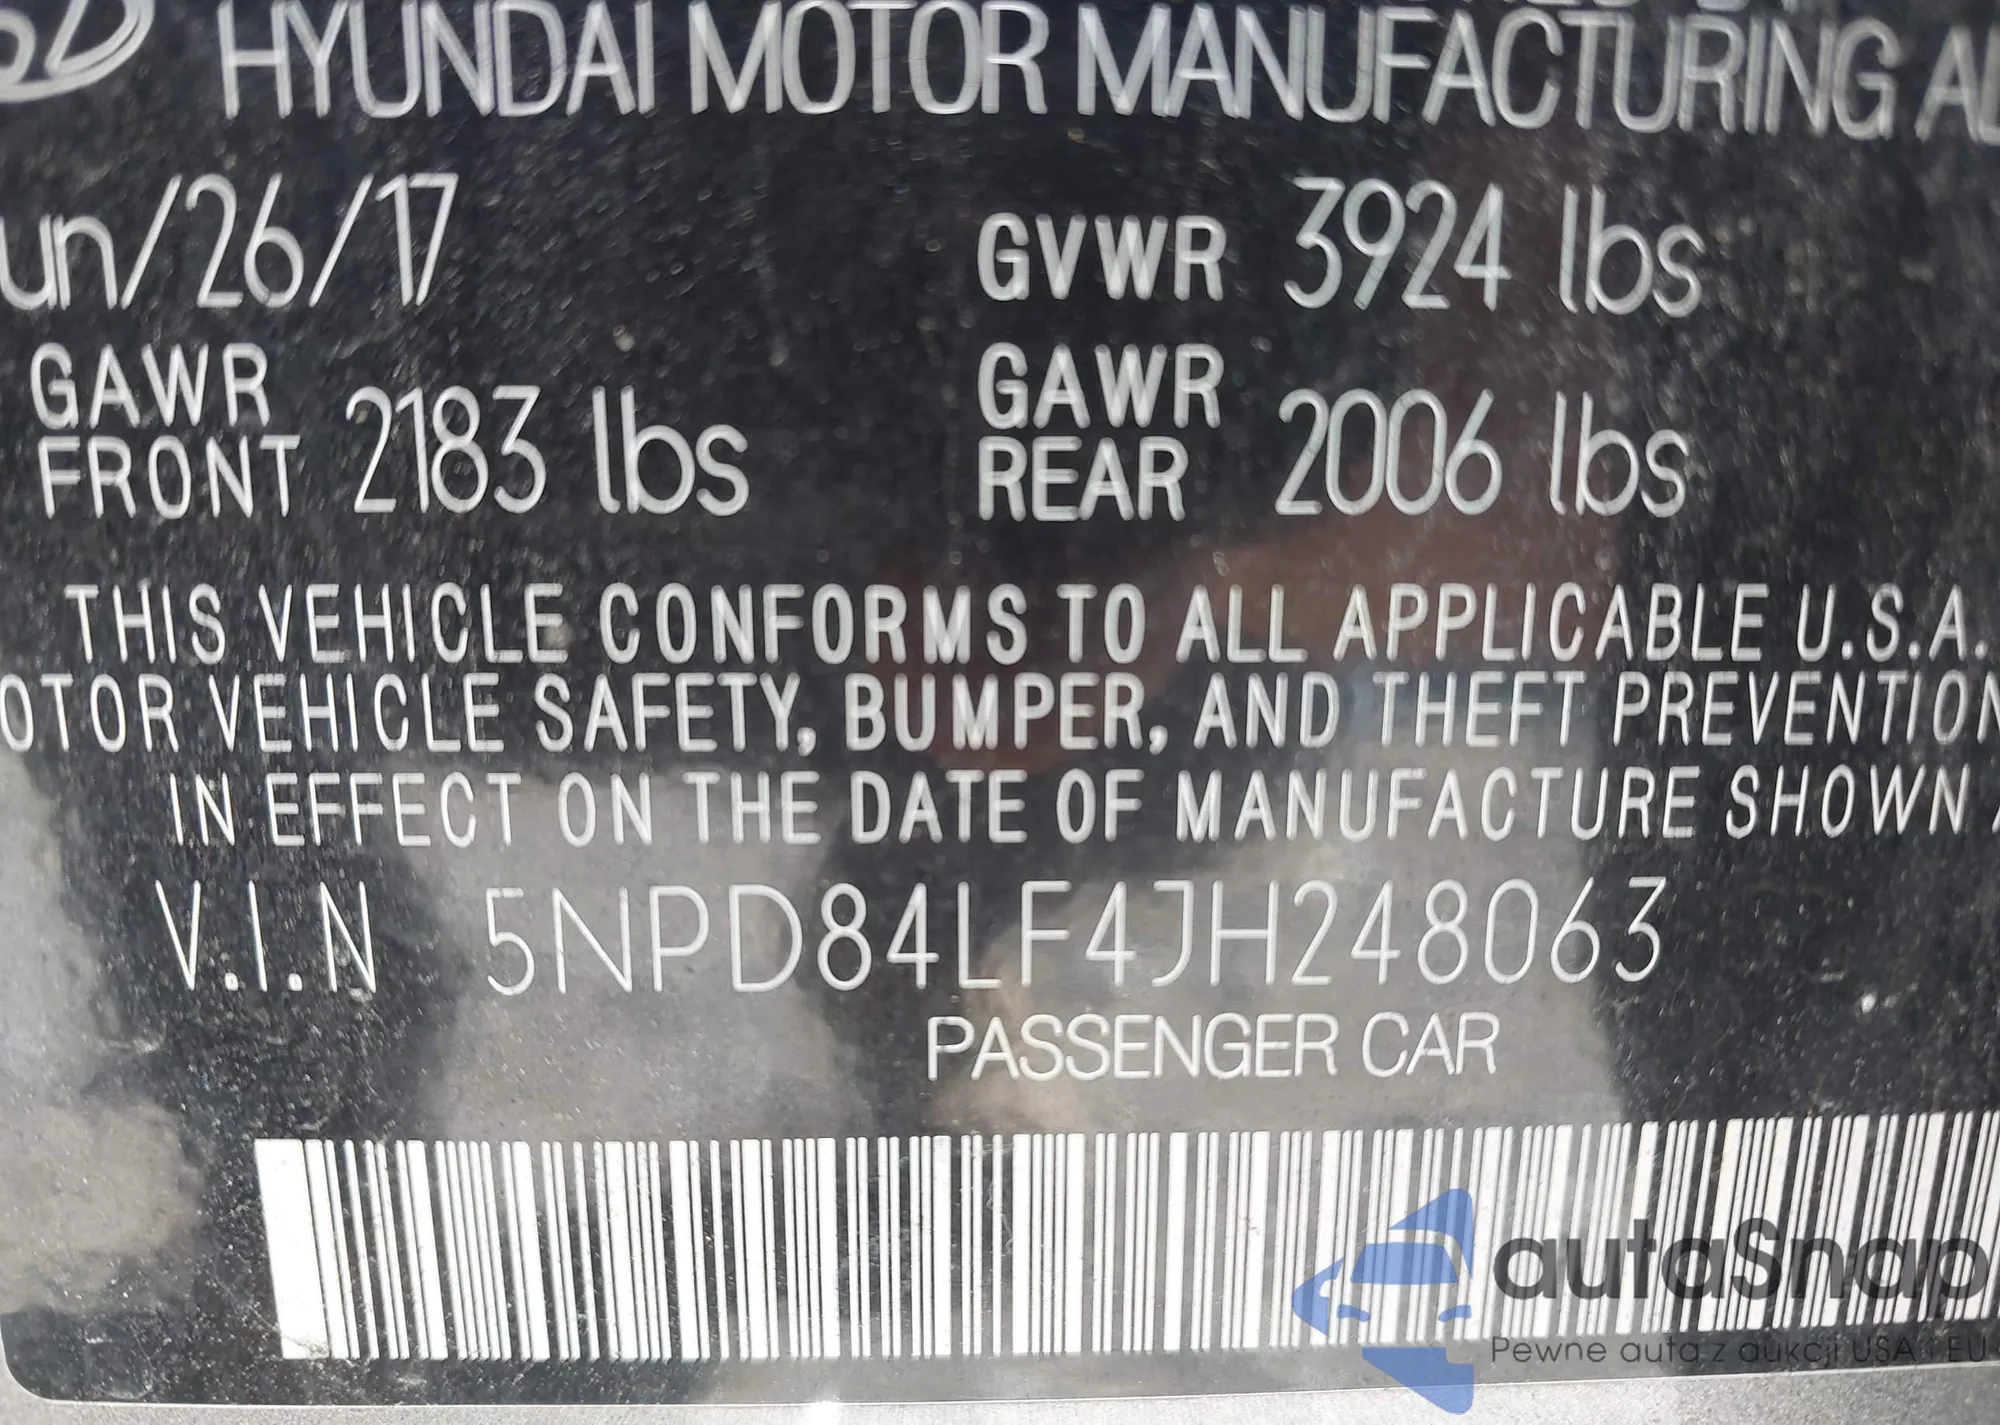 HYUNDAI MOTOR MANUFACTURING AL
un/26/17
GVWR 3924 lbs
GAWR FRONT 2183 lbs
GAWR REAR 2006 lbs
THIS VEHICLE CONFORMS TO ALL APPLICABLE U.S.A.
OTOR VEHICLE SAFETY, BUMPER, AND THEFT PREVENTION
IN EFFECT ON THE DATE OF MANUFACTURE SHOWN
V.I.N 5NPD84LF4JH248063
PASSENGER CAR
autoSnap
Pewne auta z aukcji USA i EU